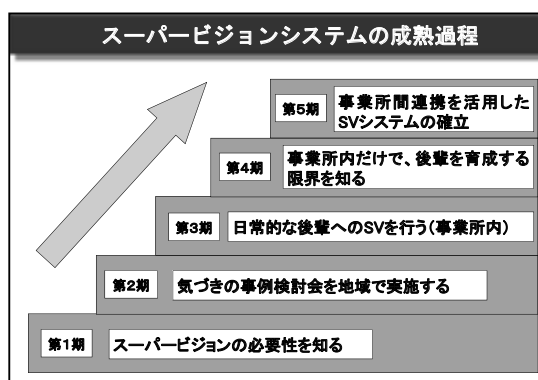 スーパービジョンシステムの成熟過程
第5期
事業所間連携を活用した
SVシステムの確立
第4期
事業所内だけで、後輩を育成する
限界を知る
第3期
日常的な後輩へのSVを行う(事業所内)
第2期
気づきの事例検討会を地域で実施する
第1期
スーパービジョンの必要性を知る